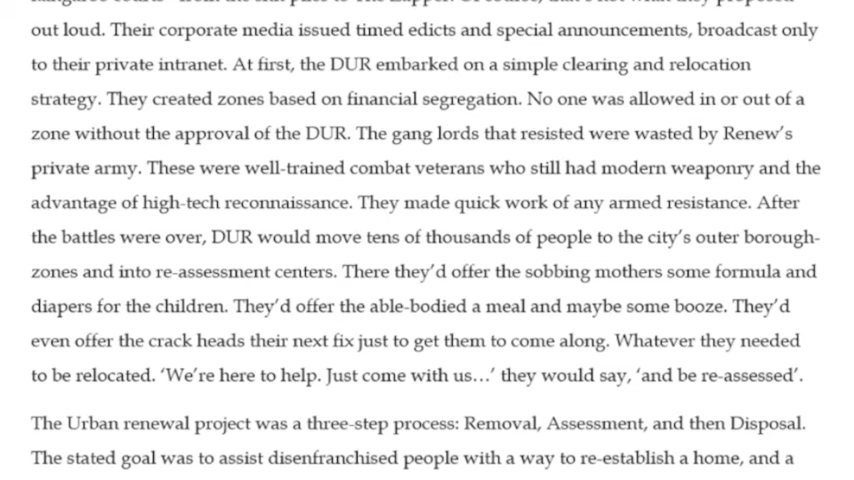 out loud. Their corporate media issued timed edicts and special announcements, broadcast only
to their private intranet. At first, the DUR embarked on a simple clearing and relocation
strategy. They created zones based on financial segregation. No one was allowed in or out of a
zone without the approval of the DUR. The gang lords that resisted were wasted by Renew’s
private army. These were well-trained combat veterans who still had modern weaponry and the
advantage of high-tech reconnaissance. They made quick work of any armed resistance. After
the battles were over, DUR would move tens of thousands of people to the city’s outer borough-
zones and into re-assessment centers. There they’d offer the sobbing mothers some formula and
diapers for the children. They’d offer the able-bodied a meal and maybe some booze. They’d
even offer the crack heads their next fix just to get them to come along. Whatever they needed
to be relocated. ‘We’re here to help. Just come with us…’ they would say, ‘and be re-assessed’.
The Urban renewal project was a three-step process: Removal, Assessment, and then Disposal.
The stated goal was to assist disenfranchised people with a way to re-establish a home, and a